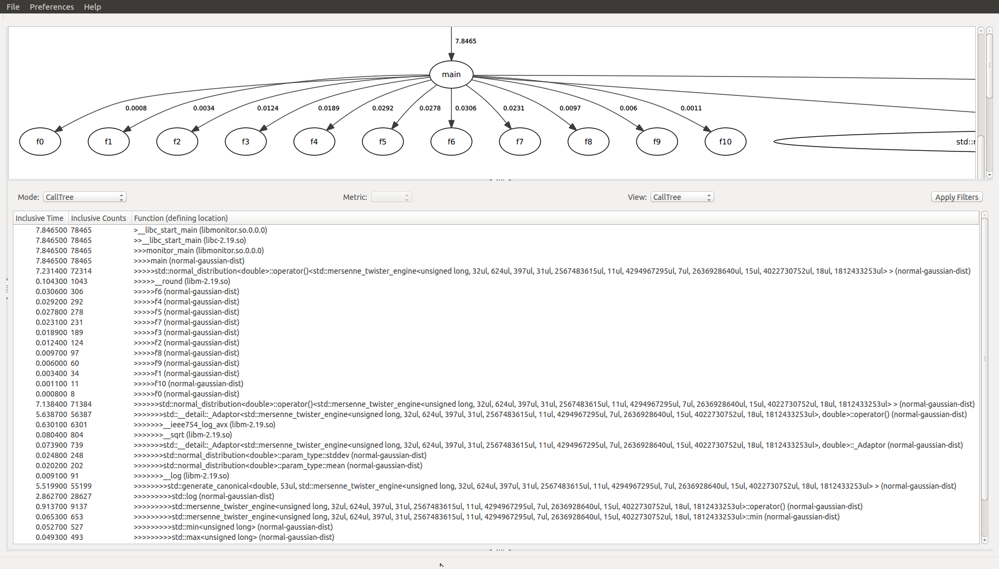 File Preferences Help
7.8465
main
0.0008 0.0034 0.0124 0.0189 0.0292 0.0278 0.0306 0.0231 0.0097 0.006 0.0011
f0 f1 f2 f3 f4 f5 f6 f7 f8 f9 f10 std::
Mode: CallTree Metric: View: CallTree Apply Filters
Inclusive Time Inclusive Counts Function (defining location)
7.846500 78465 >__libc_start_main (libmonitor.so.0.0.0)
7.846500 78465 >>__libc_start_main (libc-2.19.so)
7.846500 78465 >>>monitor_main (libmonitor.so.0.0.0)
7.846500 78465 >>>>main (normal-gaussian-dist)
7.231400 72314 >>>>>std::normal_distribution<double>::operator()<std::mersenne_twister_engine<unsigned long, 32ul, 624ul, 397ul, 31ul, 2567483615ul, 11ul, 4294967295ul, 7ul, 2636928640ul, 15ul, 4022730752ul, 18ul, 1812433253ul> > (normal-gaussian-dist)
0.104300 1043 >>>>>__round (libm-2.19.so)
0.030600 306 >>>>>f6 (normal-gaussian-dist)
0.029200 292 >>>>>f4 (normal-gaussian-dist)
0.027800 278 >>>>>f5 (normal-gaussian-dist)
0.023100 231 >>>>>f7 (normal-gaussian-dist)
0.018900 189 >>>>>f3 (normal-gaussian-dist)
0.012400 124 >>>>>f2 (normal-gaussian-dist)
0.009700 97 >>>>>f8 (normal-gaussian-dist)
0.006000 60 >>>>>f9 (normal-gaussian-dist)
0.003400 34 >>>>>f1 (normal-gaussian-dist)
0.001100 11 >>>>>f10 (normal-gaussian-dist)
0.000800 8 >>>>>f0 (normal-gaussian-dist)
7.138400 71384 >>>>>>std::normal_distribution<double>::operator()<std::mersenne_twister_engine<unsigned long, 32ul, 624ul, 397ul, 31ul, 2567483615ul, 11ul, 4294967295ul, 7ul, 2636928640ul, 15ul, 4022730752ul, 18ul, 1812433253ul> > (normal-gaussian-dist)
5.638700 56387 >>>>>>>std::__detail::_Adaptor<std::mersenne_twister_engine<unsigned long, 32ul, 624ul, 397ul, 31ul, 2567483615ul, 11ul, 4294967295ul, 7ul, 2636928640ul, 15ul, 4022730752ul, 18ul, 1812433253ul>, double>::operator() (normal-gaussian-dist)
0.630100 6301 >>>>>>>__ieee754_log_avx (libm-2.19.so)
0.080400 804 >>>>>>>__sqrt (libm-2.19.so)
0.073900 739 >>>>>>>std::__detail::_Adaptor<std::mersenne_twister_engine<unsigned long, 32ul, 624ul, 397ul, 31ul, 2567483615ul, 11ul, 4294967295ul, 7ul, 2636928640ul, 15ul, 4022730752ul, 18ul, 1812433253ul>, double>::_Adaptor (normal-gaussian-dist)
0.024800 248 >>>>>>>std::normal_distribution<double>::param_type::stddev (normal-gaussian-dist)
0.020200 202 >>>>>>>std::normal_distribution<double>::param_type::mean (normal-gaussian-dist)
0.009100 91 >>>>>>>__log (libm-2.19.so)
5.519900 55199 >>>>>>>>std::generate_canonical<double, 53ul, std::mersenne_twister_engine<unsigned long, 32ul, 624ul, 397ul, 31ul, 2567483615ul, 11ul, 4294967295ul, 7ul, 2636928640ul, 15ul, 4022730752ul, 18ul, 1812433253ul> > (normal-gaussian-dist)
2.862700 28627 >>>>>>>>>std::log (normal-gaussian-dist)
0.913700 9137 >>>>>>>>>std::mersenne_twister_engine<unsigned long, 32ul, 624ul, 397ul, 31ul, 2567483615ul, 11ul, 4294967295ul, 7ul, 2636928640ul, 15ul, 4022730752ul, 18ul, 1812433253ul>::operator() (normal-gaussian-dist)
0.065300 653 >>>>>>>>>std::mersenne_twister_engine<unsigned long, 32ul, 624ul, 397ul, 31ul, 2567483615ul, 11ul, 4294967295ul, 7ul, 2636928640ul, 15ul, 4022730752ul, 18ul, 1812433253ul>::min (normal-gaussian-dist)
0.052700 527 >>>>>>>>>std::min<unsigned long> (normal-gaussian-dist)
0.049300 493 >>>>>>>>>std::max<unsigned long> (normal-gaussian-dist)